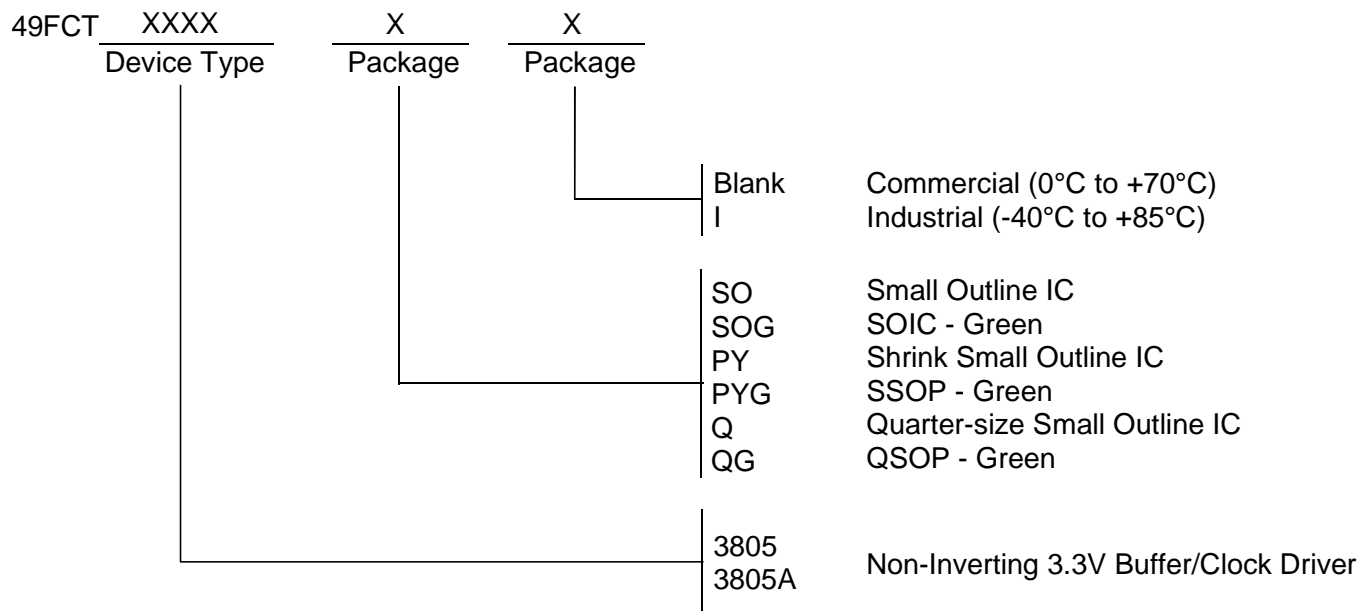 49FCT XXXX X X
Device Type Package Package
Blank Commercial (0°C to +70°C)
I Industrial (-40°C to +85°C)
SO Small Outline IC
SOG SOIC - Green
PY Shrink Small Outline IC
PYG SSOP - Green
Q Quarter-size Small Outline IC
QG QSOP - Green
3805
3805A
Non-Inverting 3.3V Buffer/Clock Driver